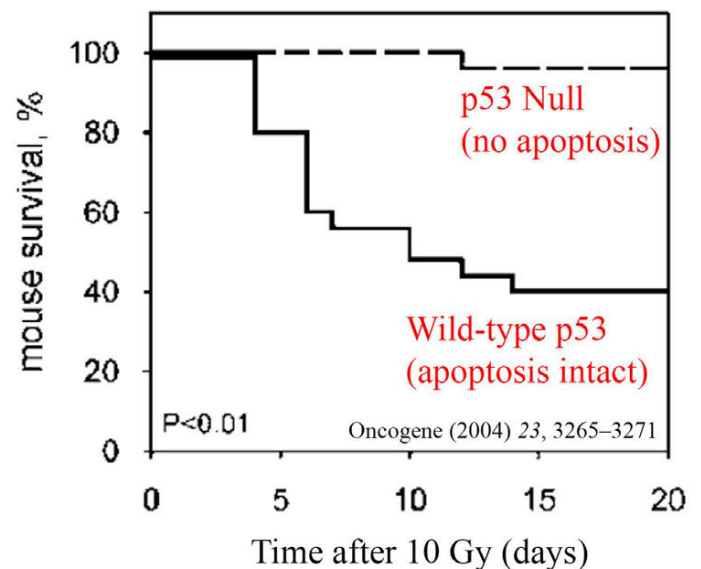 mouse survival, %
100
80
60
40
20
0
p53 Null
(no apoptosis)
Wild-type p53
(apoptosis intact)
P<0.01
Oncogene (2004) 23, 3265–3271
0 5 10 15 20
Time after 10 Gy (days)